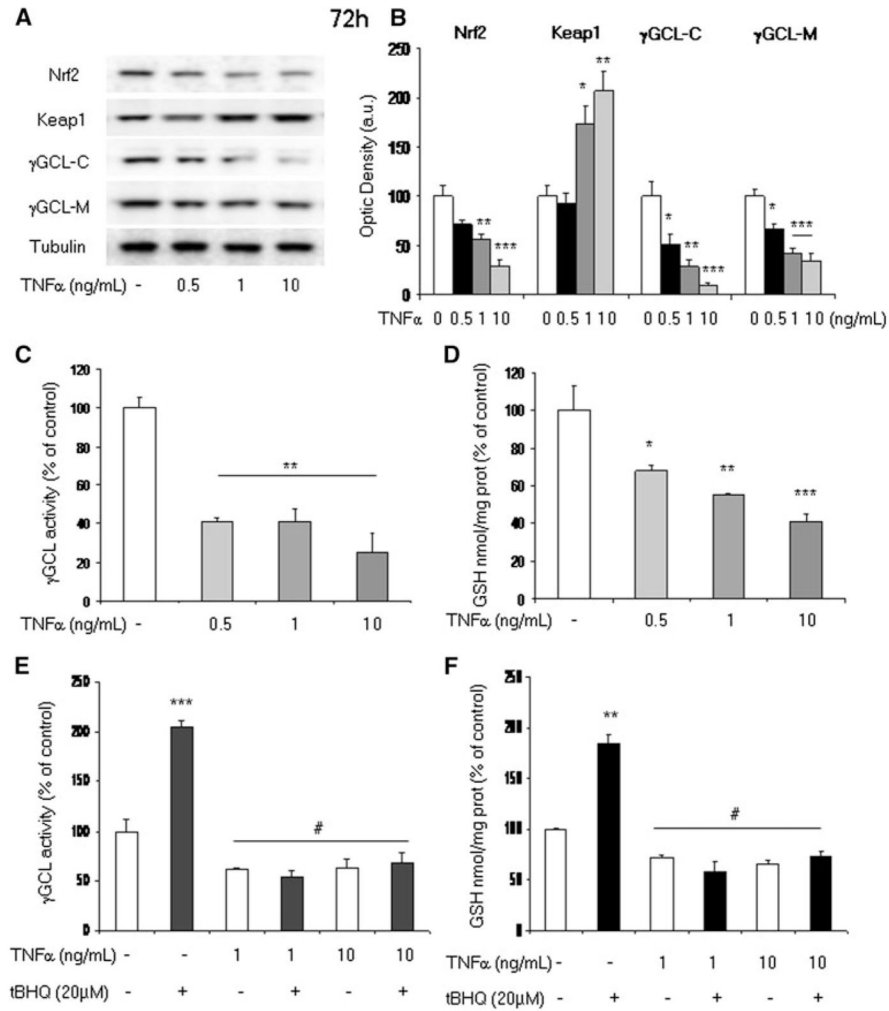 A
72h
Nrf2
Keap1
γGCL-C
γGCL-M
Tubulin
TNFα (ng/mL) - 0.5 1 10
B
Nrf2 Keap1 γGCL-C γGCL-M
Optic Density (a.u.)
250
200
150
100
50
0
** *** * ** * ** *** * ***
TNFα 0 0.5 1 10 0 0.5 1 10 0 0.5 1 10 0 0.5 1 10 (ng/mL)
C
γGCL activity (% of control)
120
100
80
60
40
20
0
**
TNFα (ng/mL) - 0.5 1 10
D
GSH nmol/mg prot (% of control)
120
100
80
60
40
20
0
* ** ***
TNFα (ng/mL) - 0.5 1 10
E
γGCL activity (% of control)
250
200
150
100
50
0
***
#
TNFα (ng/mL) - - 1 1 10 10
tBHQ (20μM) - + - + - +
F
GSH nmol/mg prot (% of control)
250
200
150
100
50
0
**
#
TNFα (ng/mL) - - 1 1 10 10
tBHQ (20μM) - + - + - +